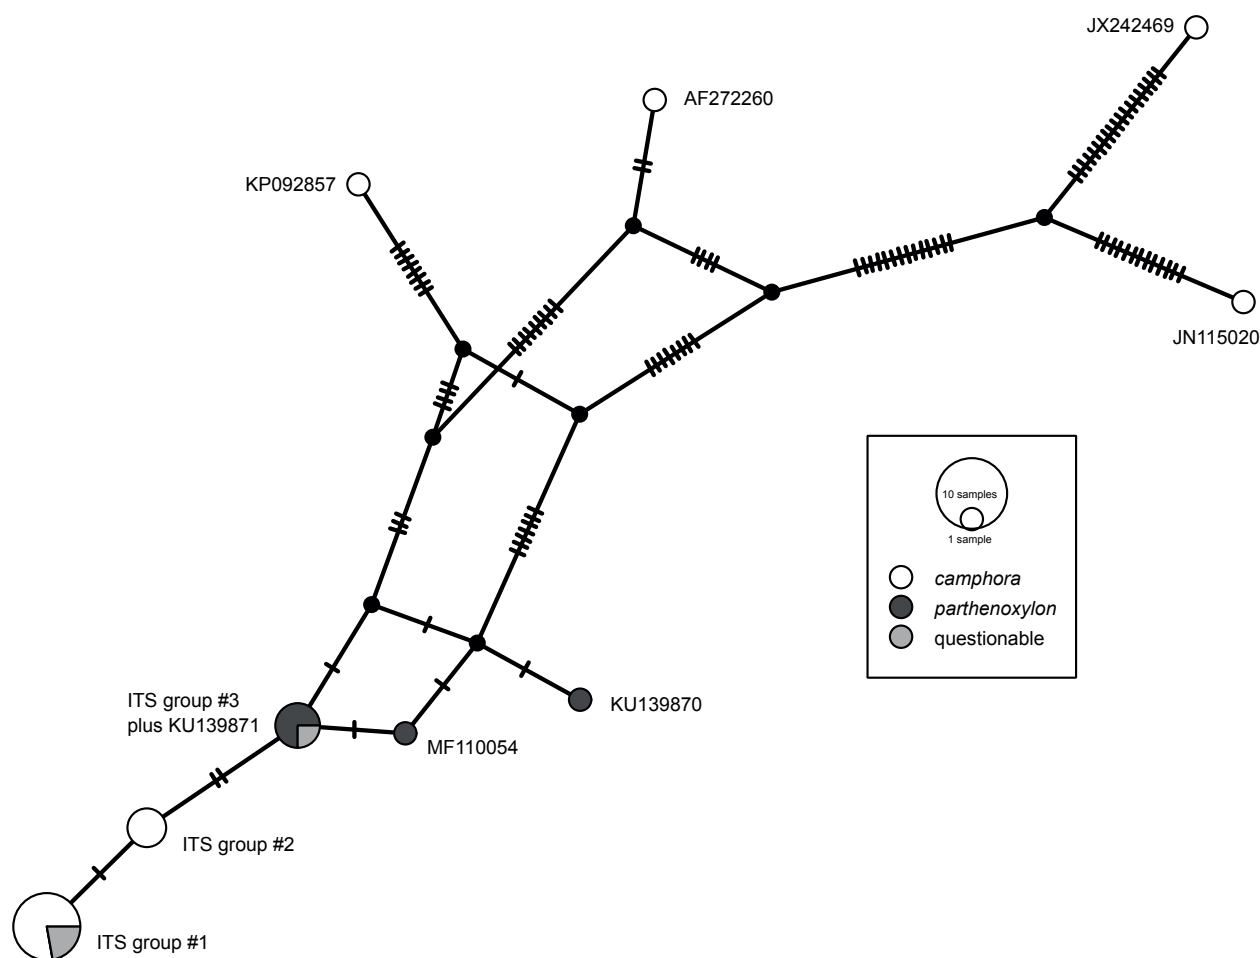 JX242469
AF272260
KP092857
JN115020
10 samples
1 sample
camphora
parthenoxylon
questionable
ITS group #3
plus KU139871
KU139870
MF110054
ITS group #2
ITS group #1